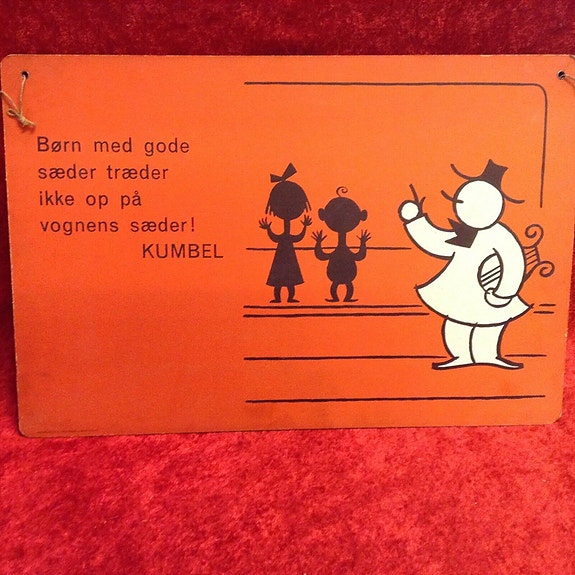 Børn med gode
sæder træder
ikke op på
vognens sæder!
KUMBEL